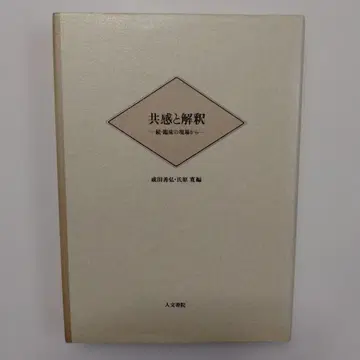 共感と解釈
―続・臨床の現場から―
成田善弘・氏原 寛編
人文書院